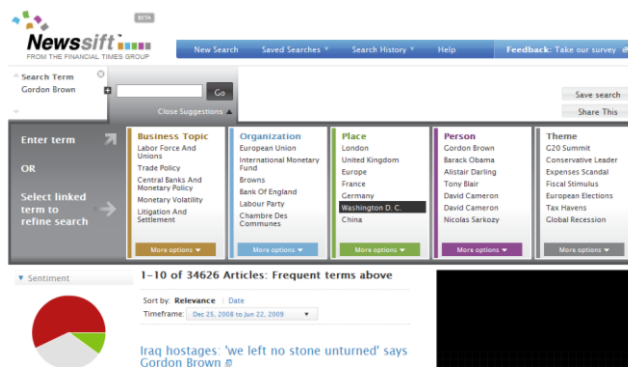 BETA
Newssift
FROM THE FINANCIAL TIMES GROUP
New Search
Saved Searches
Search History
Help
Feedback: Take our survey
Search Term
Gordon Brown
Go
Close Suggestions
Save search
Share This
Enter term
OR
Select linked
term to
refine search
Business Topic
Labor Force And
Unions
Trade Policy
Central Banks And
Monetary Policy
Monetary Volatility
Litigation And
Settlement
More options
Organization
European Union
International Monetary
Fund
Browns
Bank Of England
Labour Party
Chambre Des
Communes
More options
Place
London
United Kingdom
Europe
France
Germany
Washington D. C.
China
More options
Person
Gordon Brown
Barack Obama
Alistair Darling
Tony Blair
David Cameron
David Cameron
Nicolas Sarkozy
More options
Theme
G20 Summit
Conservative Leader
Expenses Scandal
Fiscal Stimulus
European Elections
Tax Havens
Global Recession
More options
Sentiment
1-10 of 34626 Articles: Frequent terms above
Sort by: Relevance | Date
Timeframe: Dec 25, 2008 to Jun 22, 2009
Iraq hostages: 'we left no stone unturned' says
Gordon Brown